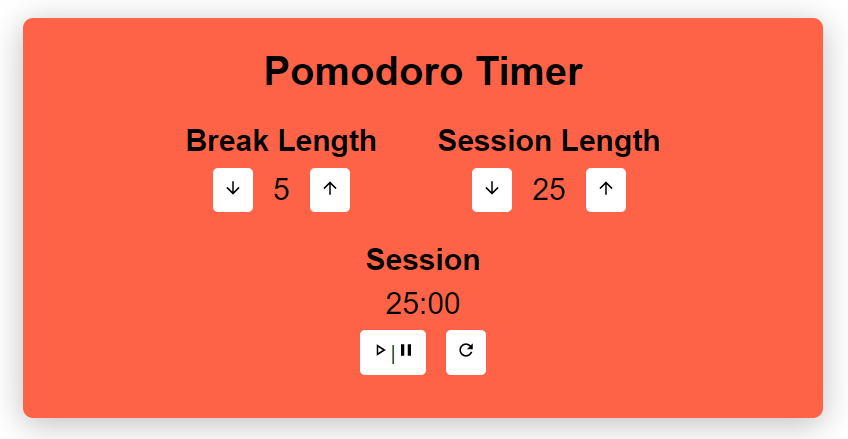 Pomodoro Timer
Break Length Session Length
5 25
Session
25:00